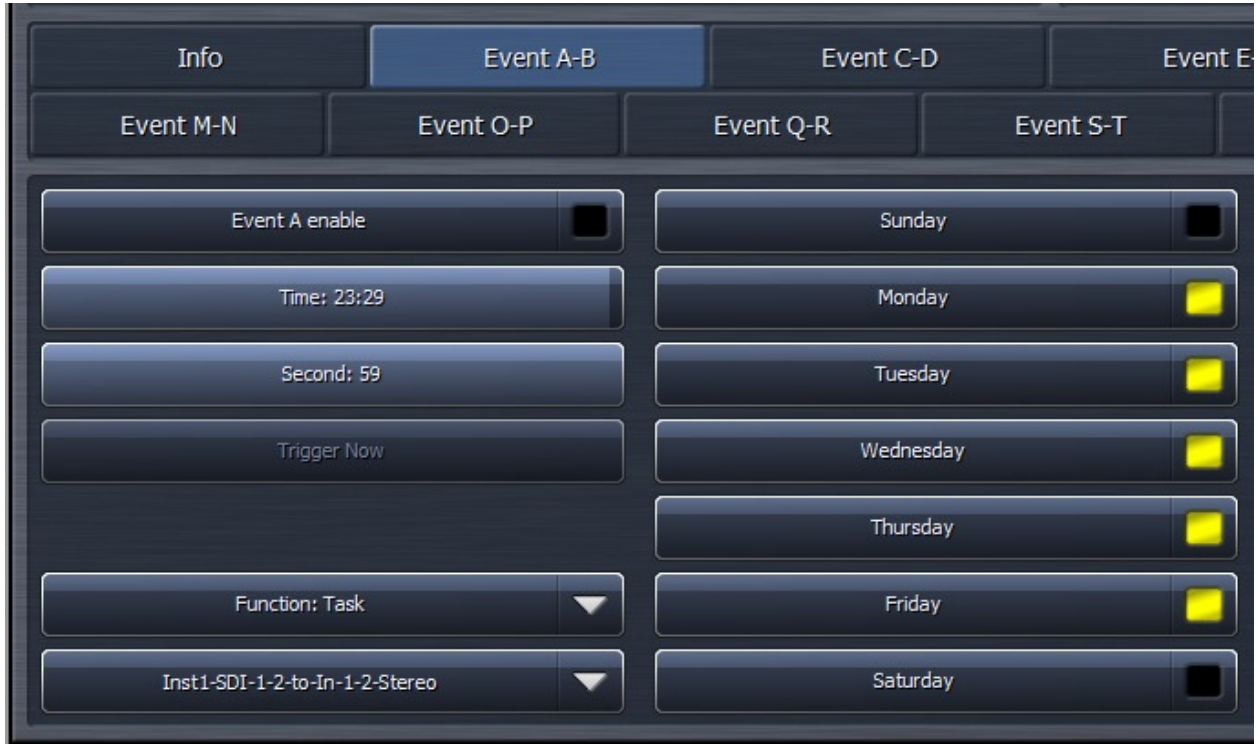 Info
Event A-B
Event C-D
Event E-
Event M-N
Event O-P
Event Q-R
Event S-T
Event A enable
Time: 23:29
Second: 59
Trigger Now
Function: Task
Inst1-SDI-1-2-to-In-1-2-Stereo
Sunday
Monday
Tuesday
Wednesday
Thursday
Friday
Saturday